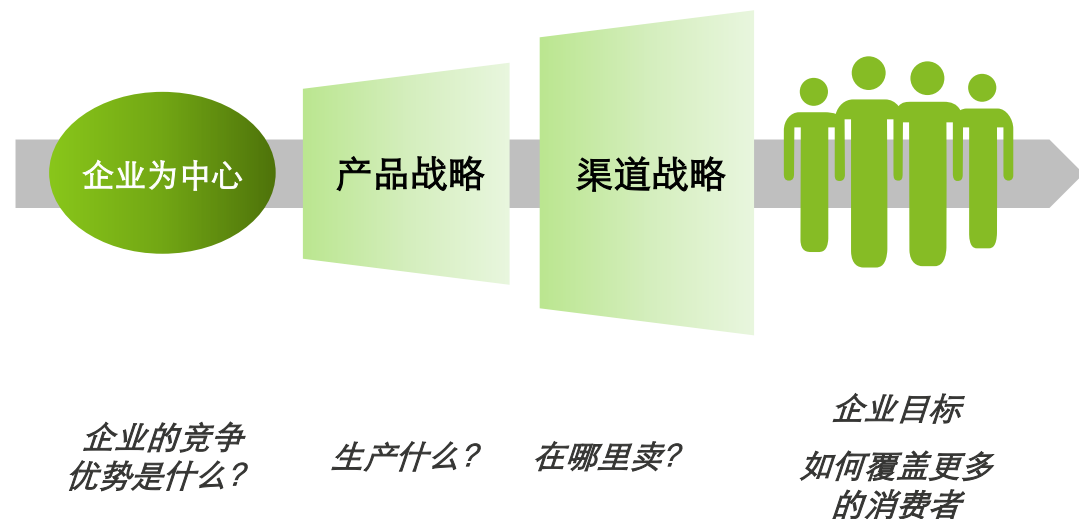 企业为中心
产品战略
渠道战略
企业的竞争
优势是什么?
生产什么?
在哪里卖?
企业目标
如何覆盖更多
的消费者